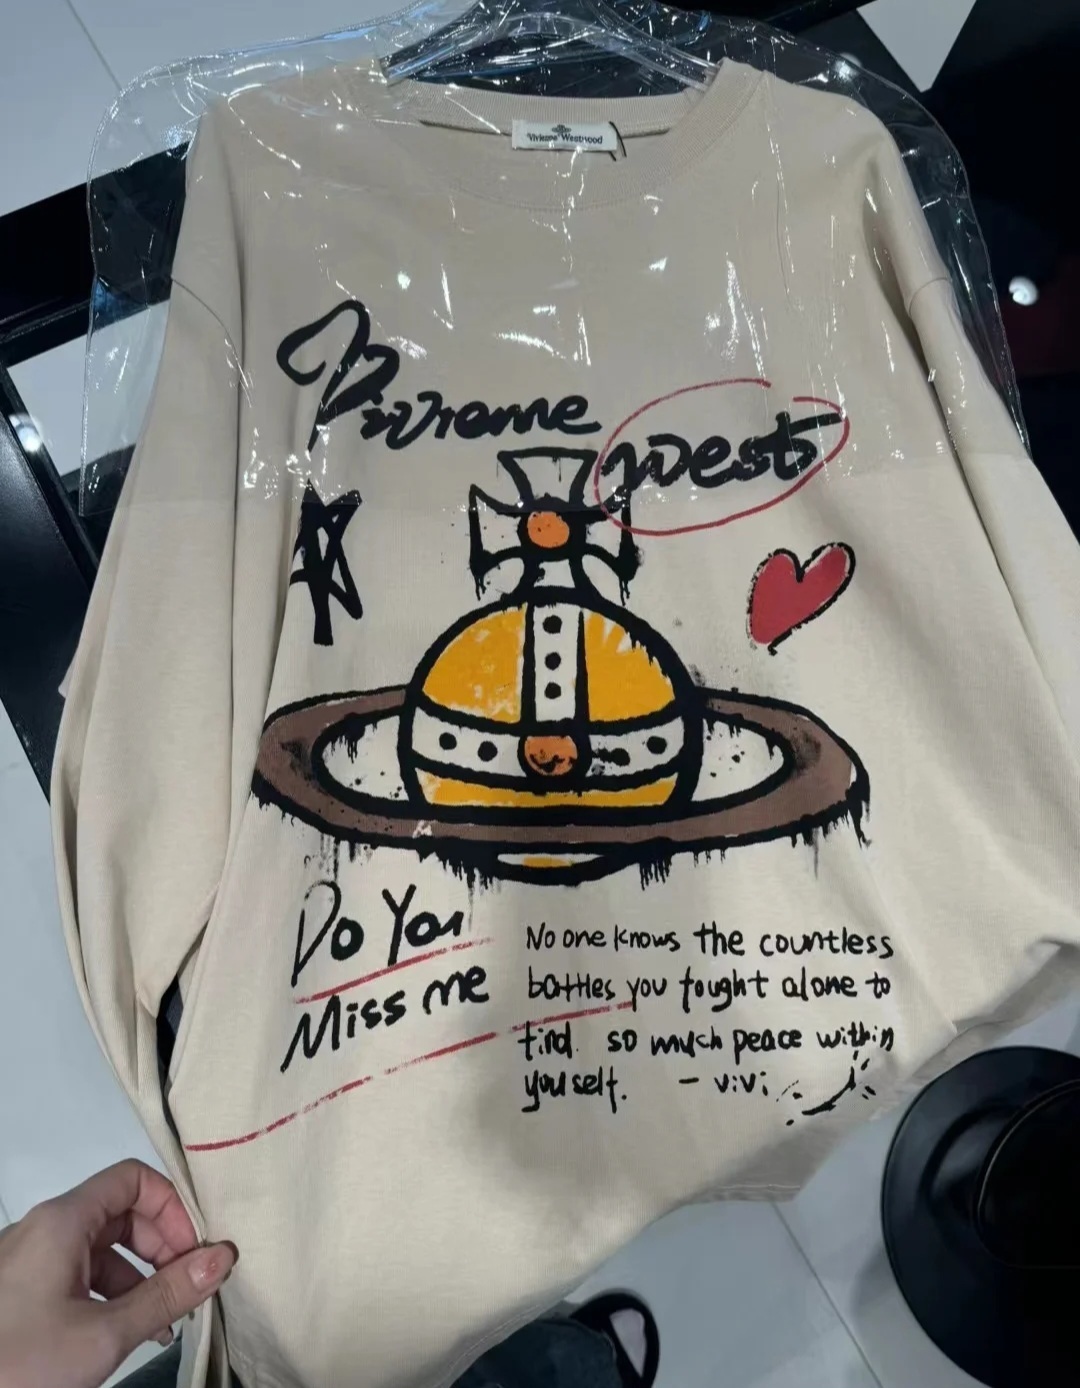 Vivienne Westwood
Vivienne
West
Do You
Miss me
No one knows the countless
battles you fought alone to
find so much peace within
youself.
- vivi